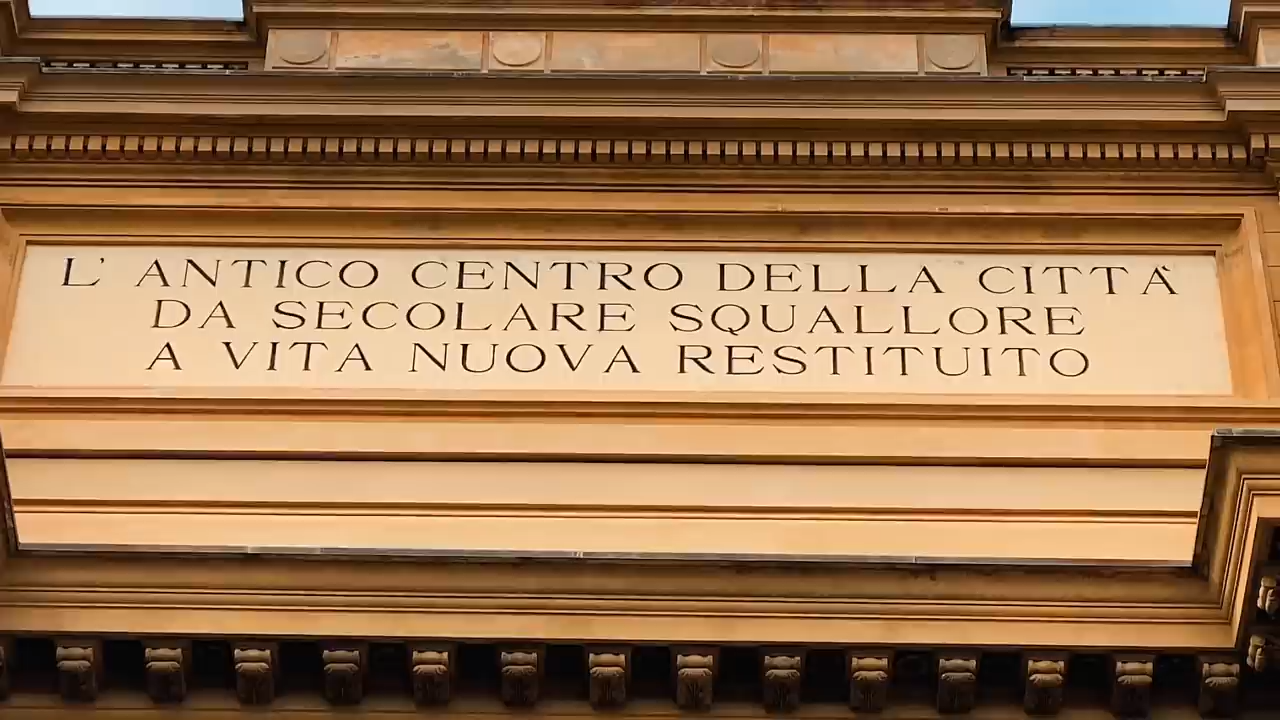 L' ANTICO CENTRO DELLA CITTÀ
DA SECOLARE SQUALLORE
A VITA NUOVA RESTITUITO